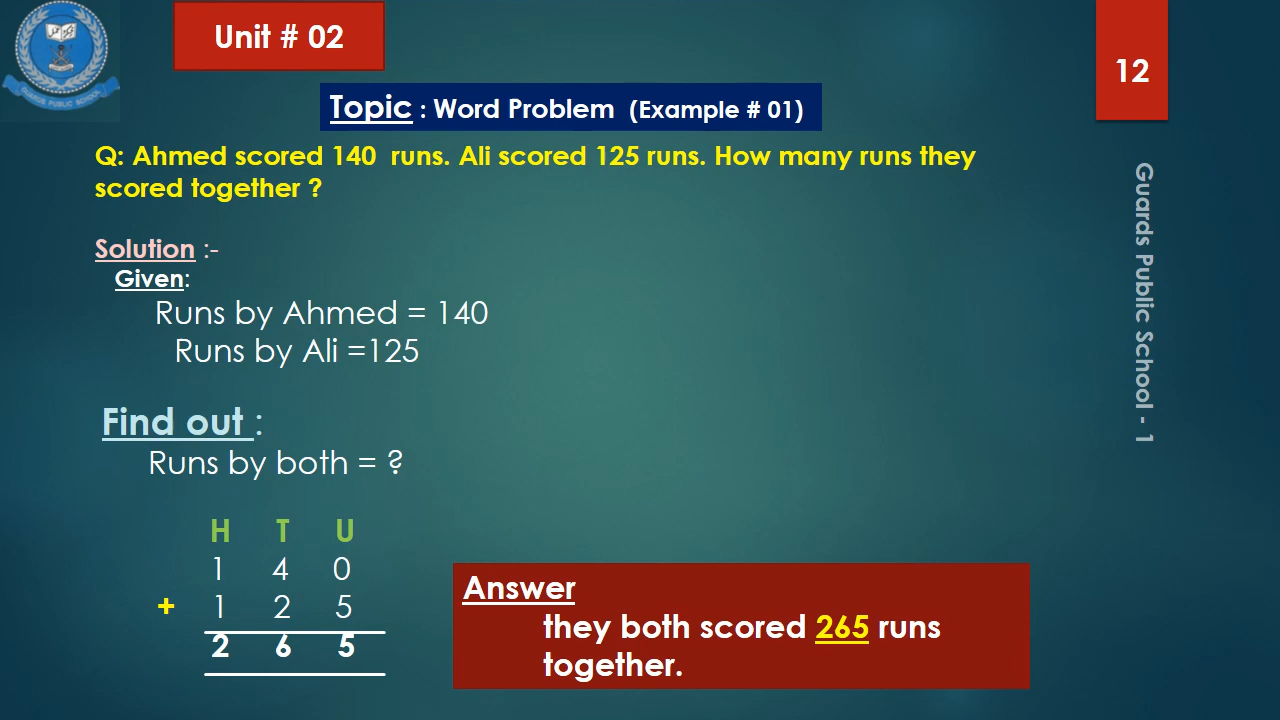 Unit # 02
12
Topic : Word Problem (Example # 01)
Q: Ahmed scored 140 runs. Ali scored 125 runs. How many runs they
scored together ?
Solution :-
Given:
Runs by Ahmed = 140
Runs by Ali =125
Find out :
Runs by both = ?
H T U
1 4 0
+ 1 2 5
2 6 5
Answer
they both scored 265 runs
together.
Guards Public School - 1
GUARDS PUBLIC SCHOOL